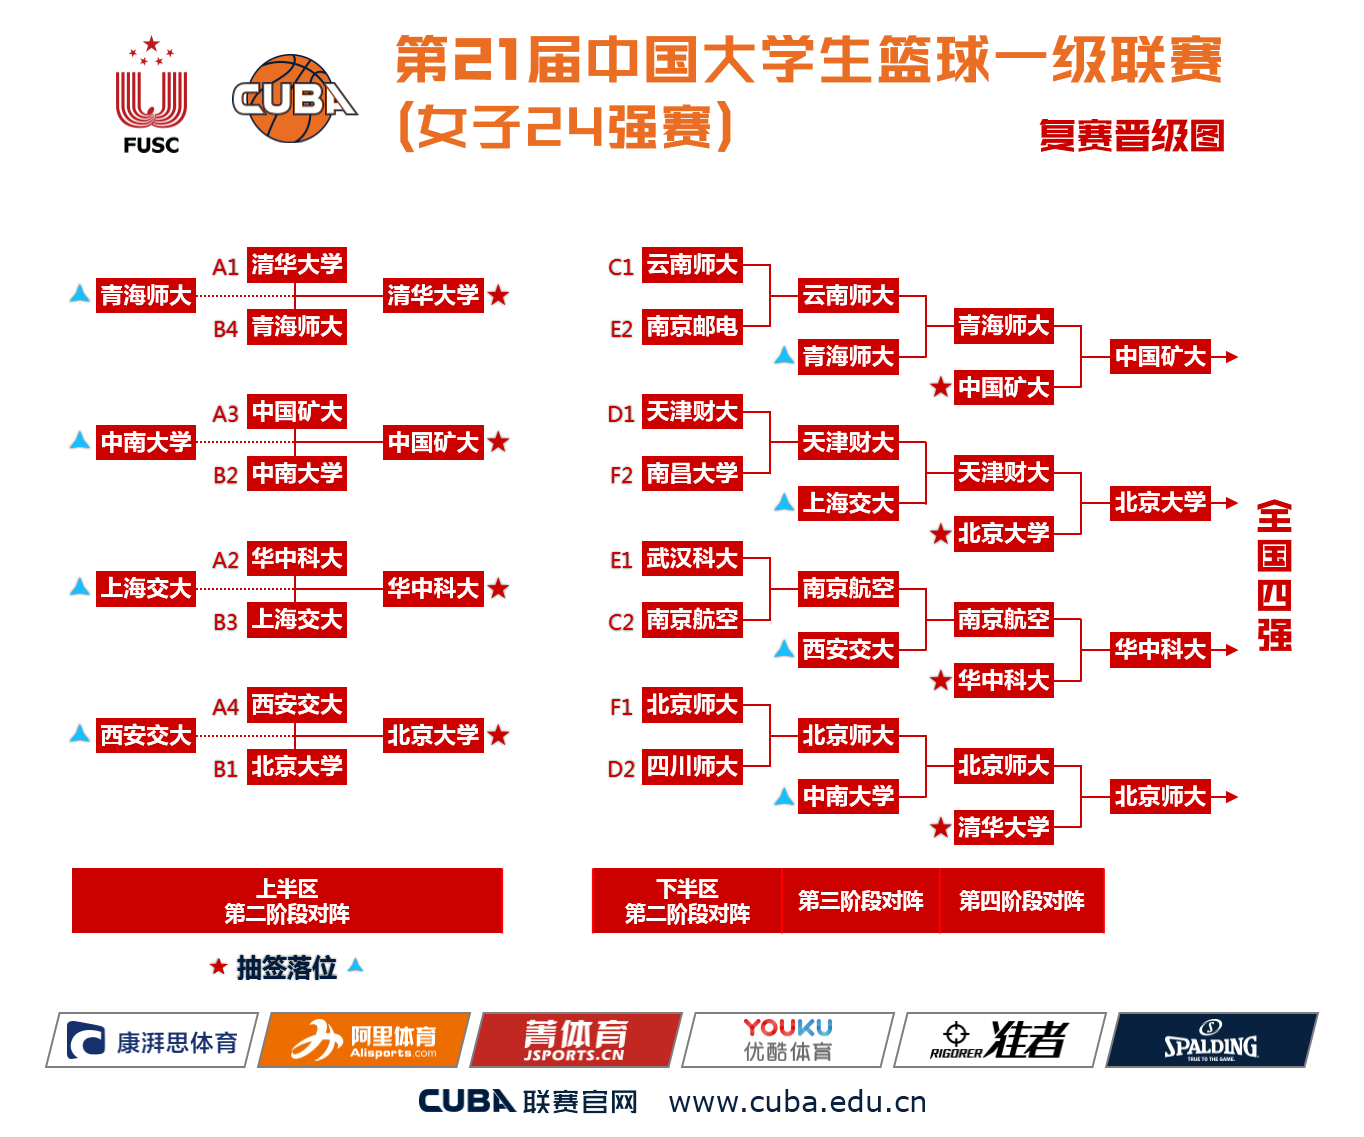 FUSC
CUBA
第21届中国大学生篮球一级联赛
(女子24强赛)
复赛晋级图
A1
清华大学
青海师大
清华大学
B4
青海师大
A3
中国矿大
中南大学
中国矿大
B2
中南大学
A2
华中科大
上海交大
华中科大
B3
上海交大
A4
西安交大
西安交大
北京大学
B1
北京大学
C1
云南师大
云南师大
E2
南京邮电
青海师大
青海师大
中国矿大
中国矿大
D1
天津财大
天津财大
F2
南昌大学
上海交大
天津财大
北京大学
北京大学
E1
武汉科大
南京航空
C2
南京航空
西安交大
南京航空
华中科大
华中科大
F1
北京师大
北京师大
D2
四川师大
中南大学
北京师大
清华大学
北京师大
全国四强
上半区
第二阶段对阵
下半区
第二阶段对阵
第三阶段对阵
第四阶段对阵
抽签落位
康湃思体育
阿里体育
Alisports.com
菁体育
JSPORTS.CN
YOUKU
优酷体育
RIGORER 准者
SPALDING
TRUE TO THE GAME.
CUBA 联赛官网 www.cuba.edu.cn